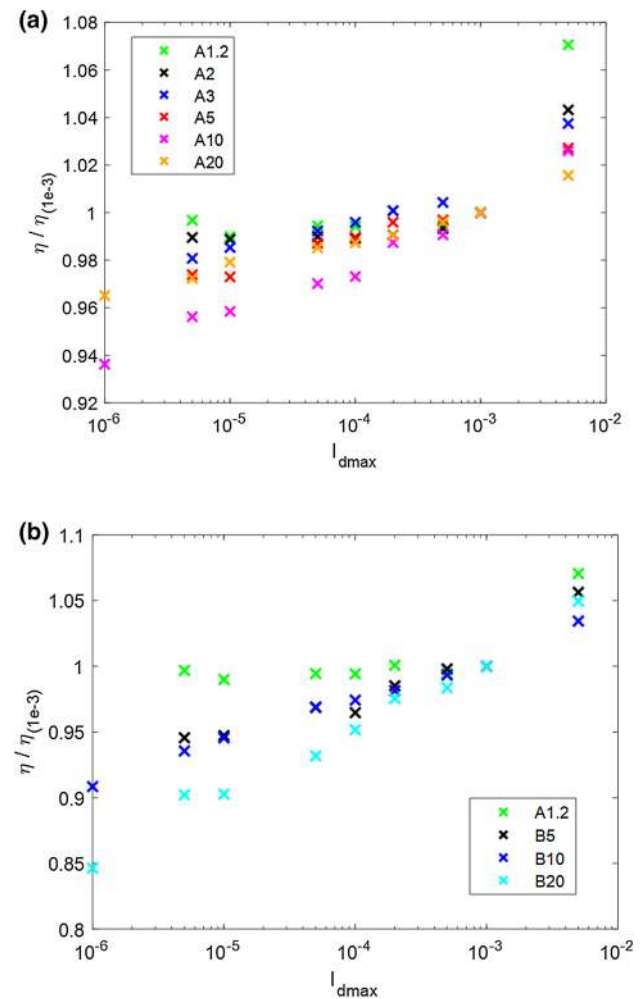 (a)
1.08
1.06
1.04
1.02
1
0.98
0.96
0.94
0.92
η / η(1e-3)
A1.2
A2
A3
A5
A10
A20
10-6
10-5
10-4
10-3
10-2
Idmax
(b)
1.1
1.05
1
0.95
0.9
0.85
0.8
η / η(1e-3)
A1.2
B5
B10
B20
10-6
10-5
10-4
10-3
10-2
Idmax